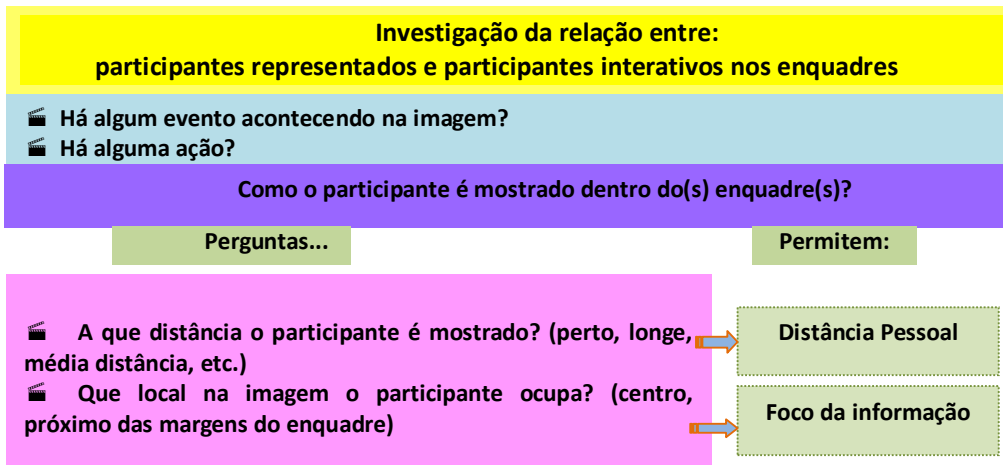 Investigação da relação entre:
participantes representados e participantes interativos nos enquadres
Há algum evento acontecendo na imagem?
Há alguma ação?
Como o participante é mostrado dentro do(s) enquadre(s)?
Perguntas...
Permitem:
A que distância o participante é mostrado? (perto, longe,
média distância, etc.)
Distância Pessoal
Que local na imagem o participante ocupa? (centro,
próximo das margens do enquadre)
Foco da informação